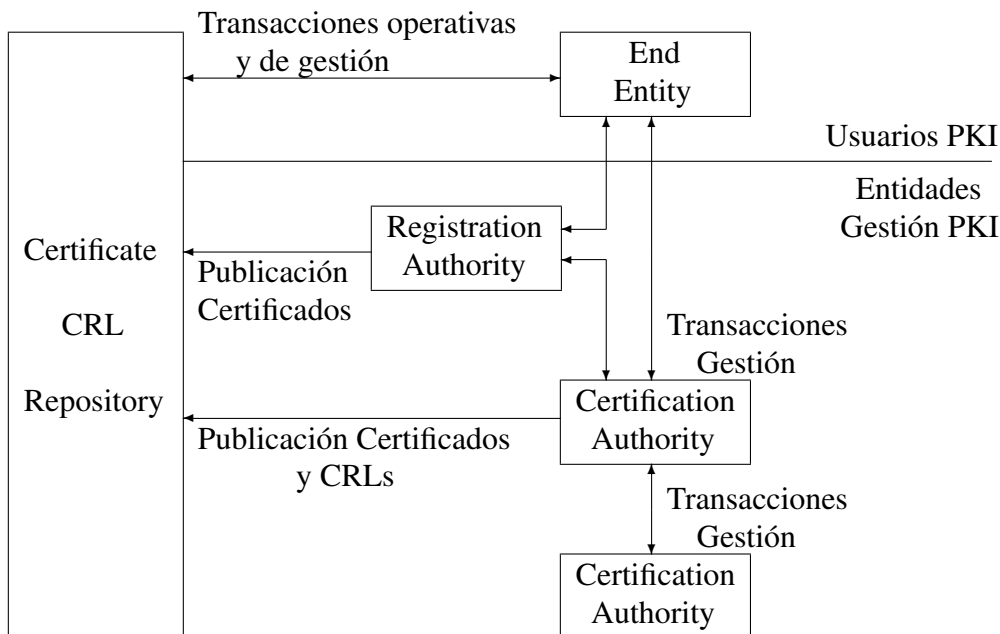 Transacciones operativas
y de gestión
End
Entity
Usuarios PKI
Entidades
Gestión PKI
Registration
Authority
Certificate
CRL
Repository
Publicación
Certificados
Transacciones
Gestión
Certification
Authority
Publicación Certificados
y CRLs
Transacciones
Gestión
Certification
Authority